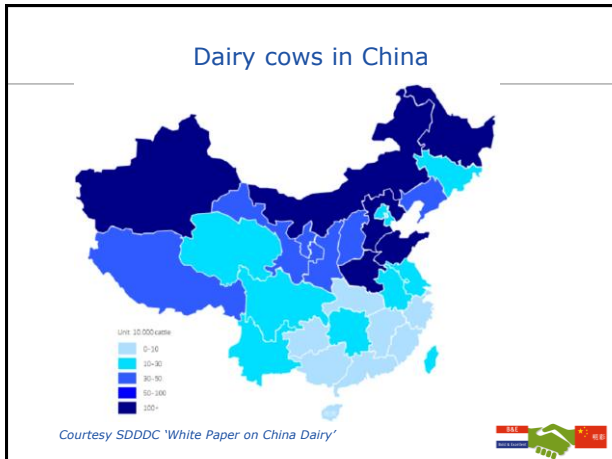 Dairy cows in China
Unit 10.000 cattle
0-10
10-30
30-50
50-100
100+
Courtesy SDDDC 'White Paper on China Dairy'
B&E